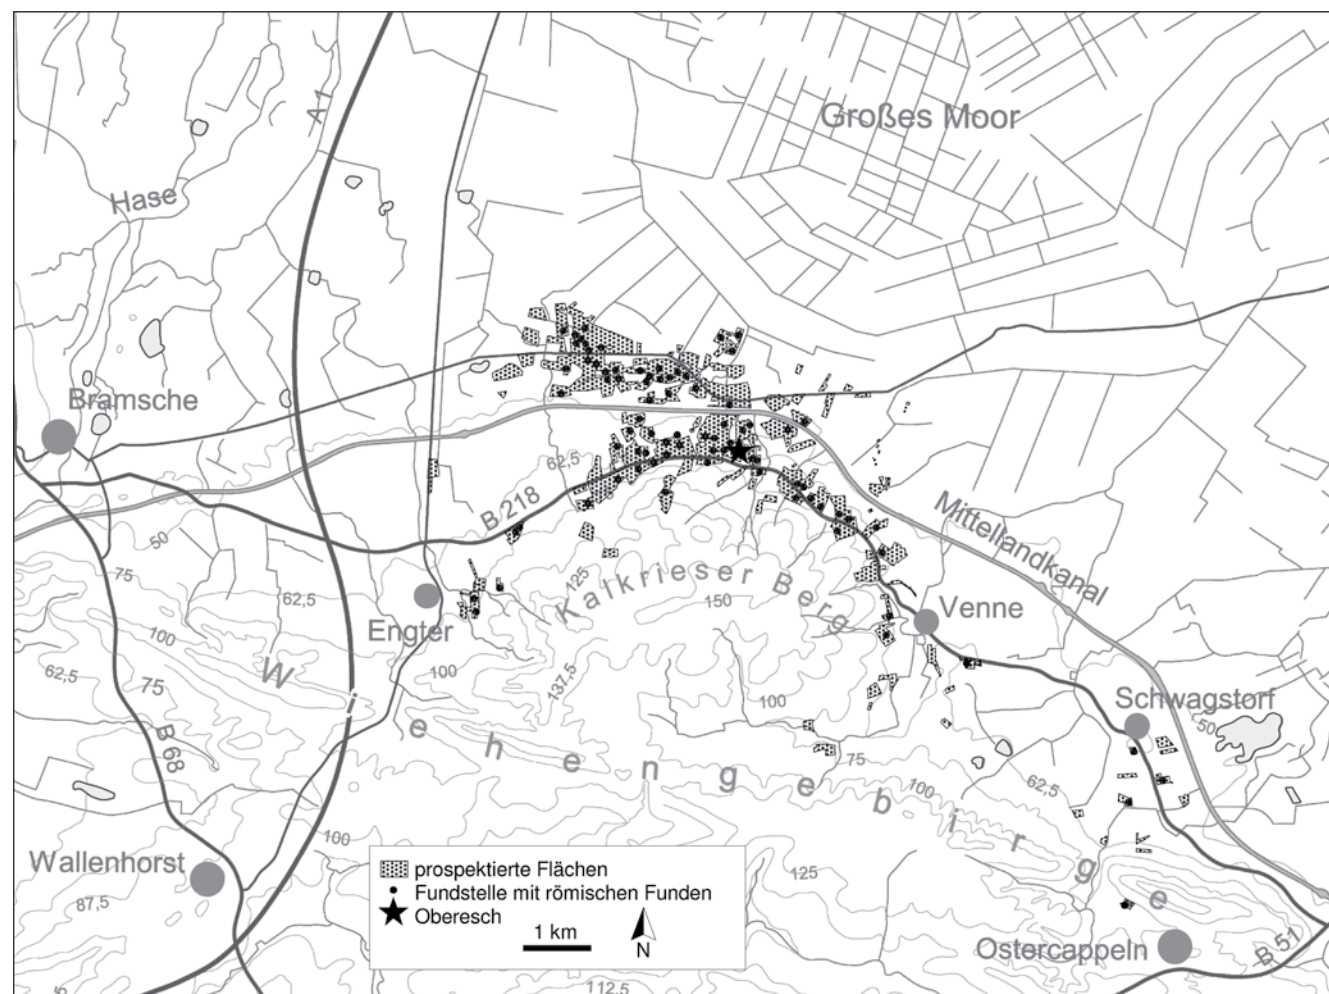 Großes Moor
A1
Hase
Bramsche
62,5
B 218
Mittellandkanal
50
75
125
Kalkrieser Berg
150
62,5
Venne
Engter
100
62,5
75
100
137,5
100
Schwagstorf
50
Wiehengebirge
B 68
75
100
62,5
100
Wallenhorst
125
87,5
prospektierte Flächen
Fundstelle mit römischen Funden
Oberesch
1 km
N
Ostercappeln
B 51
112,5